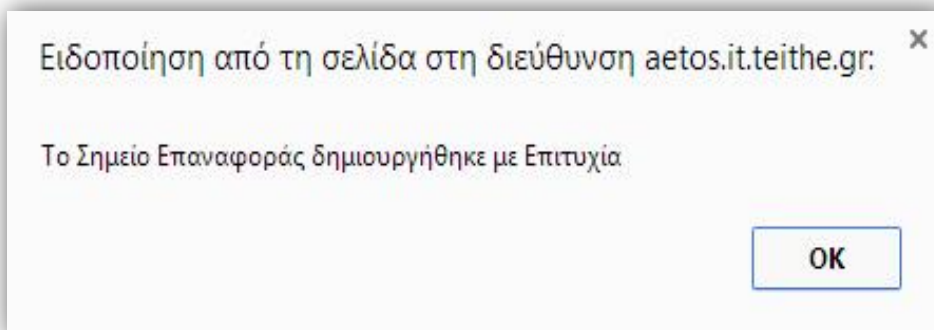 Ειδοποίηση από τη σελίδα στη διεύθυνση aetos.it.teithe.gr:
Το Σημείο Επαναφοράς δημιουργήθηκε με Επιτυχία
OK